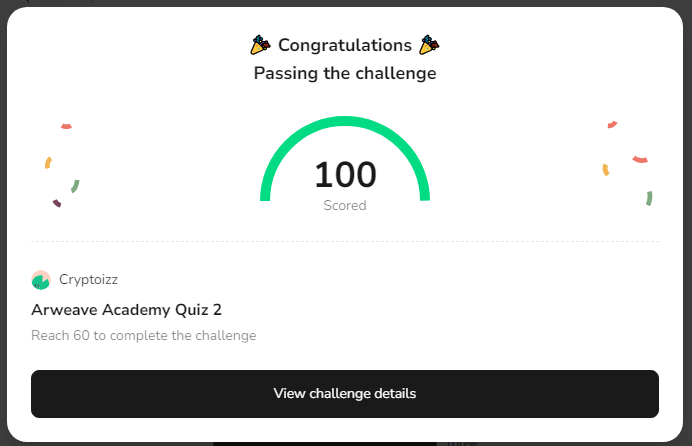 Congratulations
Passing the challenge
100
Scored
Cryptoizz
Arweave Academy Quiz 2
Reach 60 to complete the challenge
View challenge details